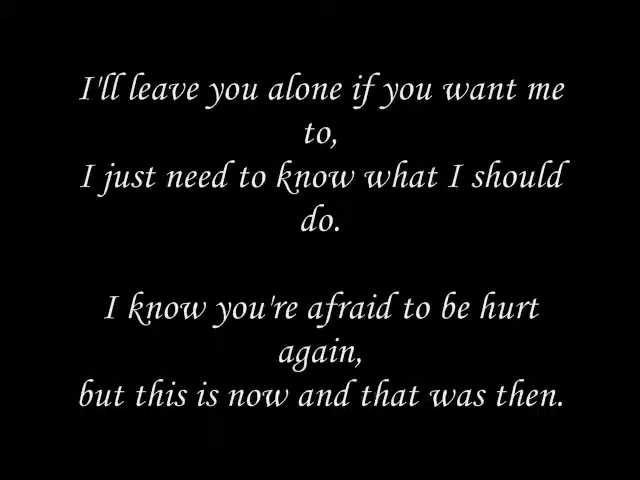 I'll leave you alone if you want me
to,
I just need to know what I should
do.
I know you're afraid to be hurt
again,
but this is now and that was then.